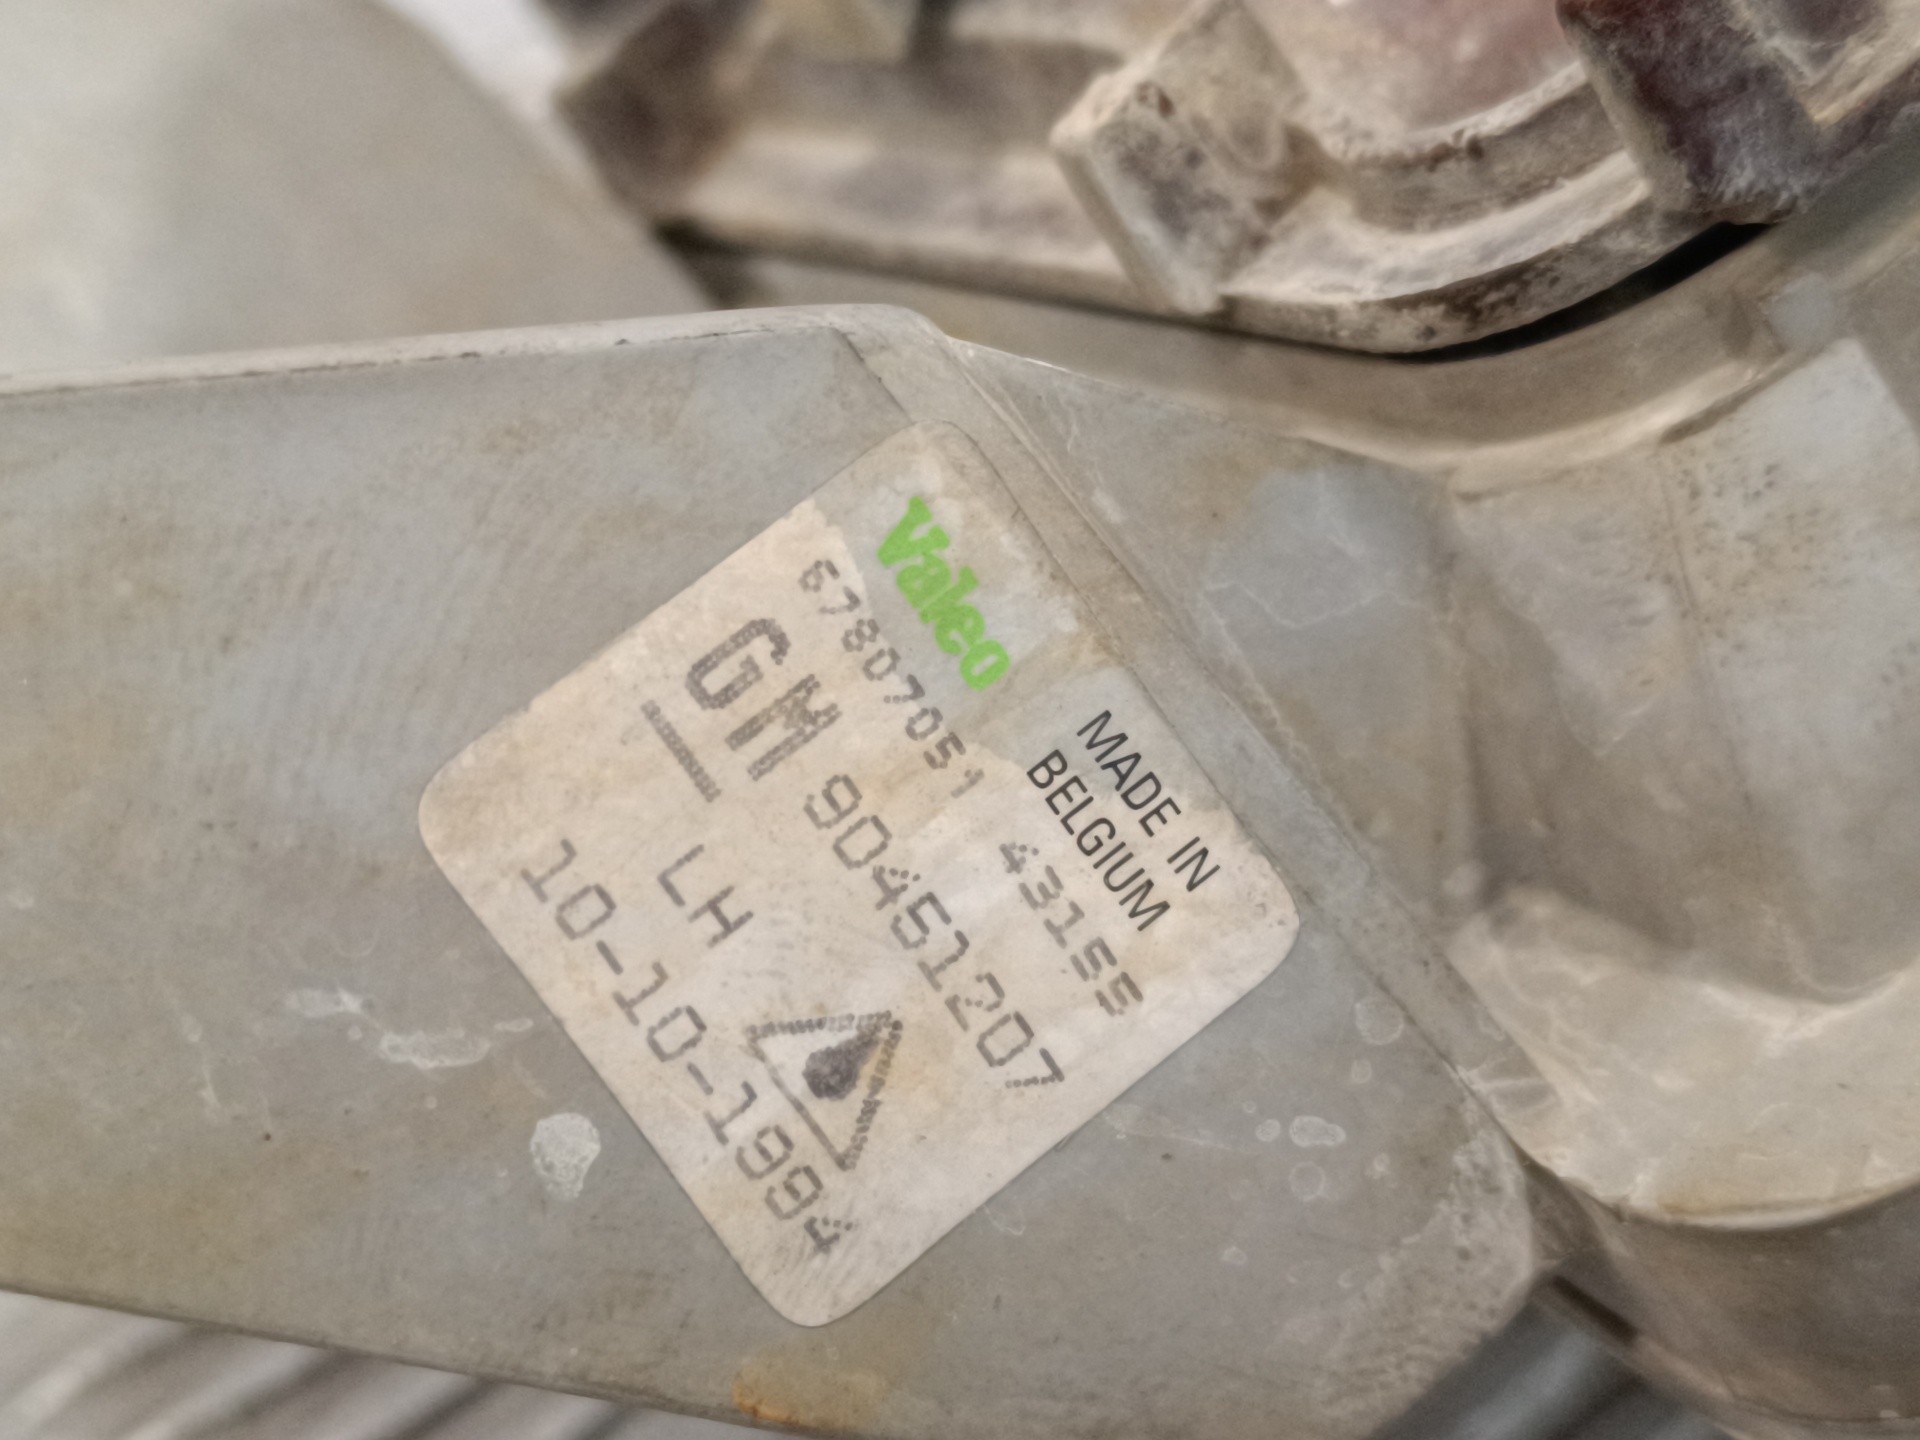 Valeo
67807051
MADE IN
BELGIUM
43155
GM 90451207
LH
10-10-1994